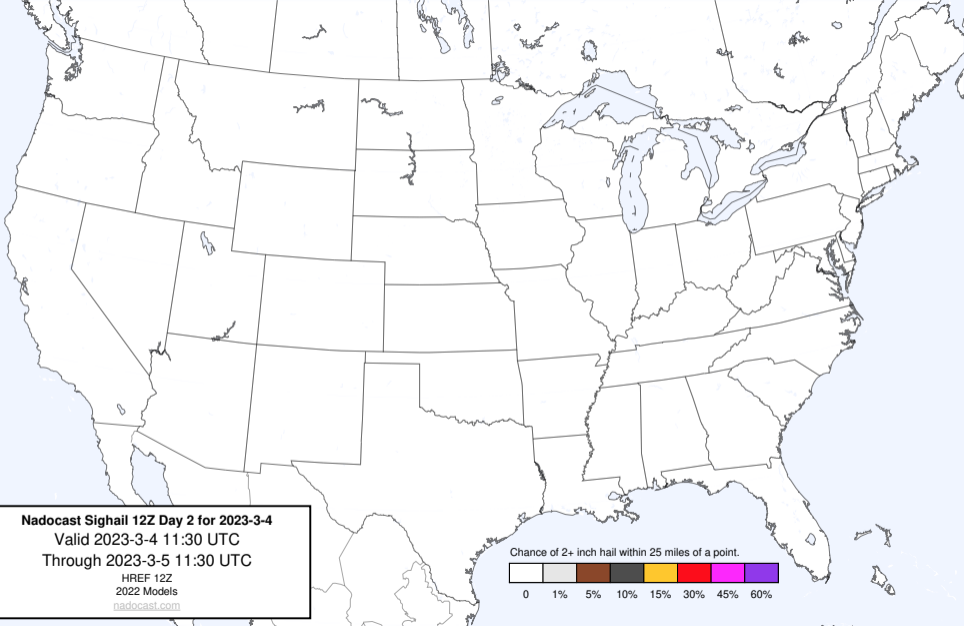 Nadocast Sighail 12Z Day 2 for 2023-3-4
Valid 2023-3-4 11:30 UTC
Through 2023-3-5 11:30 UTC
HREF 12Z
2022 Models
nadocast.com
Chance of 2+ inch hail within 25 miles of a point.
0 1% 5% 10% 15% 30% 45% 60%